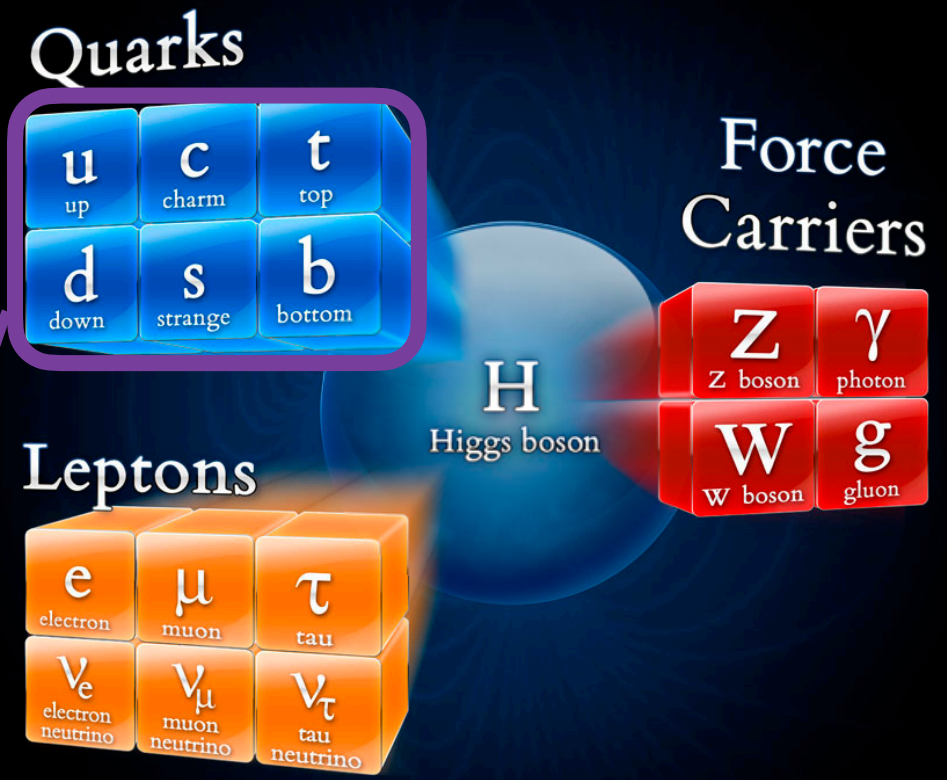 Quarks
u
up
c
charm
t
top
d
down
s
strange
b
bottom
Force
Carriers
Z
Z boson
γ
photon
W
W boson
g
gluon
H
Higgs boson
Leptons
e
electron
μ
muon
τ
tau
νe
electron
neutrino
νμ
muon
neutrino
ντ
tau
neutrino